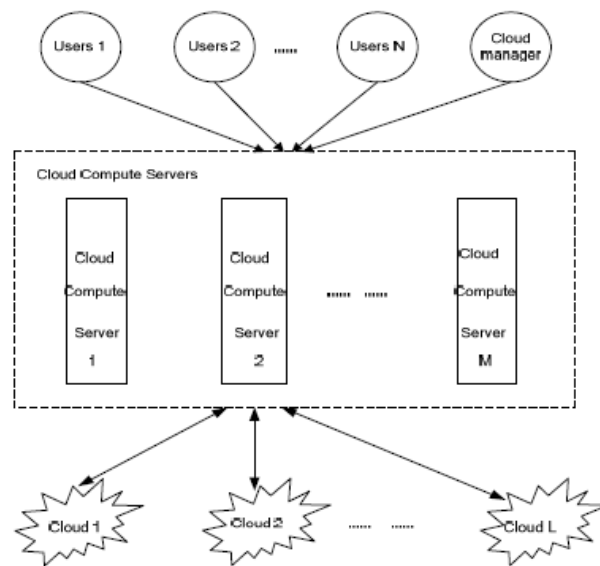 Users 1
Users 2
......
Users N
Cloud
manager
Cloud Compute Servers
Cloud
Compute
Server
1
Cloud
Compute
Server
2
...... ......
Cloud
Compute
Server
M
Cloud 1
Cloud 2
...... ......
Cloud L